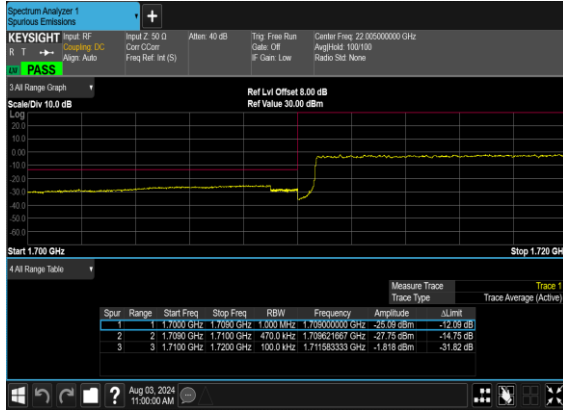 Spectrum Analyzer 1
Spurious Emissions
KEYSIGHT Input: RF Input Z: 50 Ω Atten: 40 dB Trig: Free Run Center Freq: 22.005000000 GHz
R T Coupling: DC Corr CCorr Gate: Off Avg|Hold: 100/100
Align: Auto Freq Ref: Int (S) IF Gain: Low Radio Std: None
PASS
3 All Range Graph
Ref Lvl Offset 8.00 dB
Scale/Div 10.0 dB Ref Value 30.00 dBm
Log
20.0
10.0
0.00
-10.0
-20.0
-30.0
-40.0
-50.0
-60.0
Start 1.700 GHz Stop 1.720 GH
4 All Range Table
Measure Trace Trace 1
Trace Type Trace Average (Active)
Spur Range Start Freq Stop Freq RBW Frequency Amplitude ΔLimit
1 1 1.7000 GHz 1.7090 GHz 1.000 MHz 1.709000000 GHz -25.09 dBm -12.09 dB
2 2 1.7090 GHz 1.7100 GHz 470.0 kHz 1.709621667 GHz -27.75 dBm -14.75 dB
3 3 1.7100 GHz 1.7200 GHz 100.0 kHz 1.711583333 GHz -1.818 dBm -31.82 dB
? Aug 03, 2024
11:00:00 AM